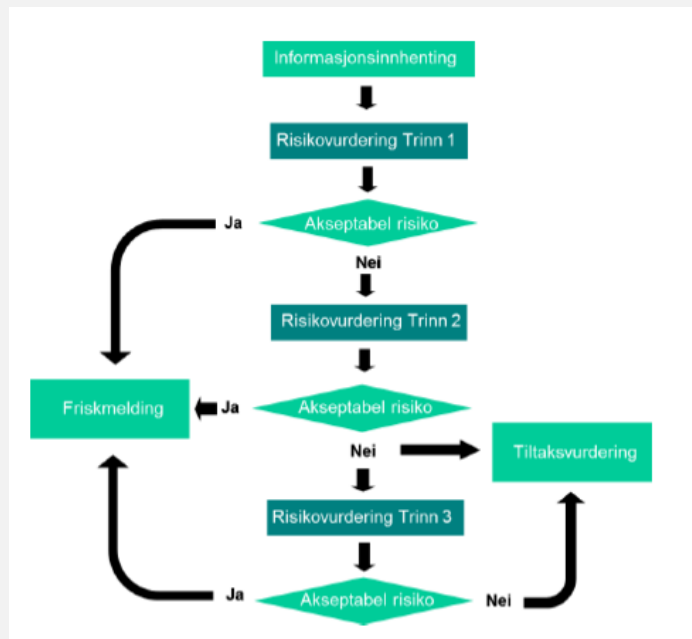 Informasjonsinnhenting
Risikovurdering Trinn 1
Ja
Akseptabel risiko
Nei
Risikovurdering Trinn 2
Friskmelding
Ja
Akseptabel risiko
Nei
Tiltaksvurdering
Risikovurdering Trinn 3
Ja
Akseptabel risiko
Nei